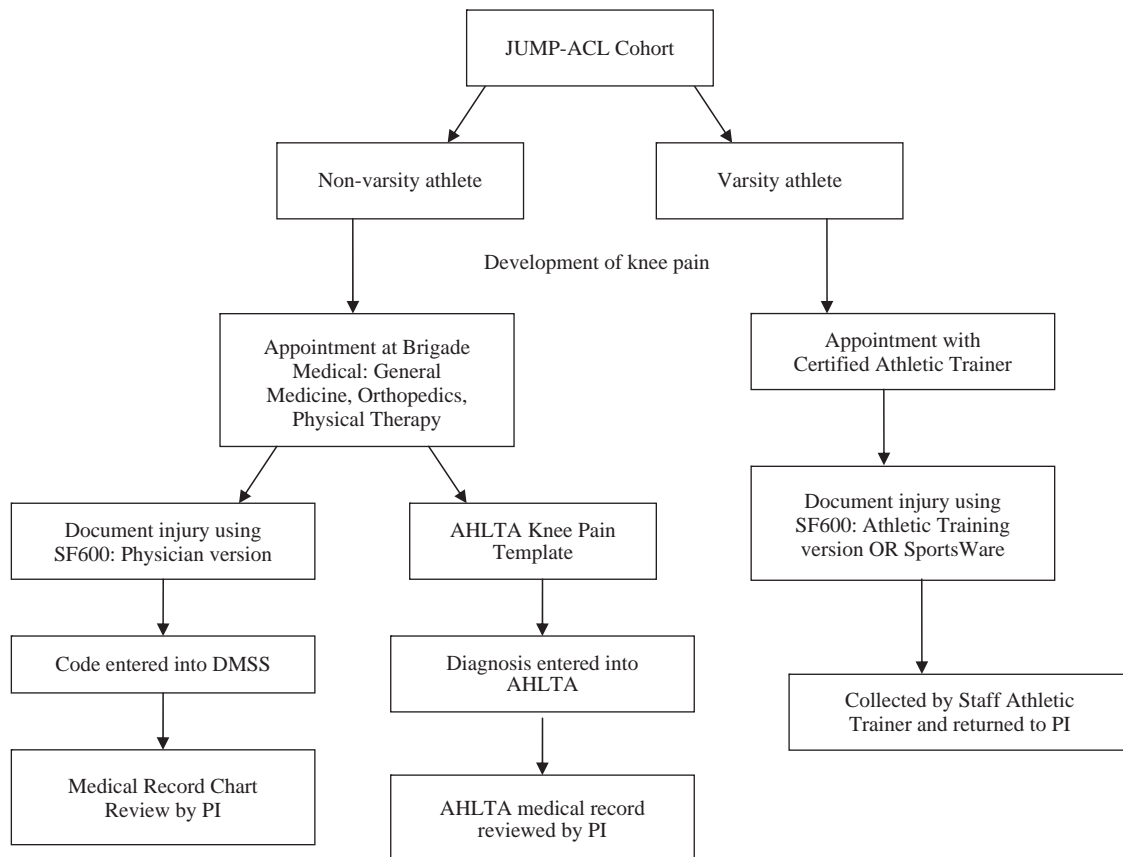 JUMP-ACL Cohort
Non-varsity athlete
Varsity athlete
Development of knee pain
Appointment at Brigade
Medical: General
Medicine, Orthopedics,
Physical Therapy
Appointment with
Certified Athletic Trainer
Document injury using
SF600: Physician version
AHLTA Knee Pain
Template
Document injury using
SF600: Athletic Training
version OR SportsWare
Code entered into DMSS
Diagnosis entered into
AHLTA
Collected by Staff Athletic
Trainer and returned to PI
Medical Record Chart
Review by PI
AHLTA medical record
reviewed by PI